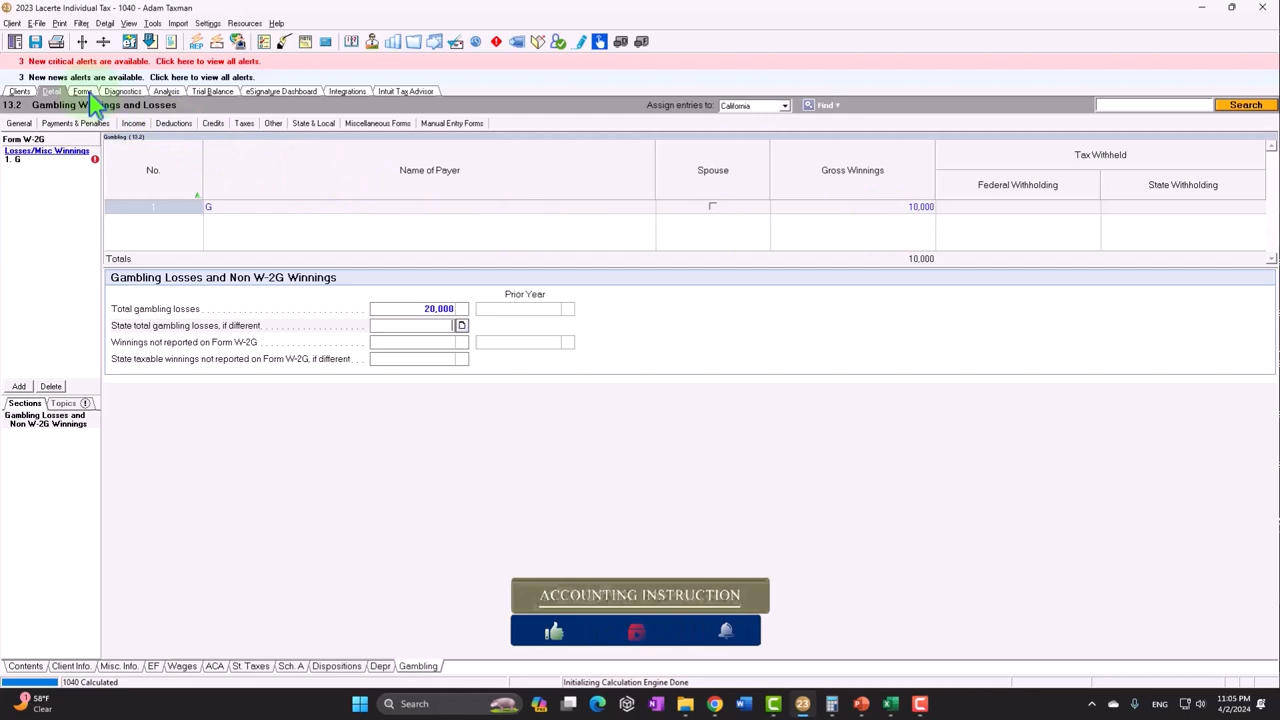 2023 Lacerte Individual Tax - 1040 - Adam Taxman
Client E-File Print Filter Detail View Tools Import Settings Resources Help
3 New critical alerts are available. Click here to view all alerts.
3 New news alerts are available. Click here to view all alerts.
Clients Detail Forms Diagnostics Analysis Trial Balance eSignature Dashboard Integrations Intuit Tax Advisor
13.2 Gambling Winnings and Losses Assign entries to: California Find Search
General Payments & Penalties Income Deductions Credits Taxes Other State & Local Miscellaneous Forms Manual Entry Forms
Form W-2G
Losses/Misc Winnings
1. G
Gambling (13.2)
No. Name of Payer Spouse Gross Winnings Tax Withheld
Federal Withholding State Withholding
1 G 10,000
Totals 10,000
Gambling Losses and Non W-2G Winnings
Prior Year
Total gambling losses 20,000
State total gambling losses, if different
Winnings not reported on Form W-2G
State taxable winnings not reported on Form W-2G, if different
Add Delete
Sections Topics
Gambling Losses and
Non W-2G Winnings
ACCOUNTING INSTRUCTION
Contents Client Info. Misc. Info. EF Wages ACA St. Taxes Sch. A Dispositions Depr Gambling
1040 Calculated Initializing Calculation Engine Done
58°F
Clear
Search
23
11:05 PM
4/2/2024